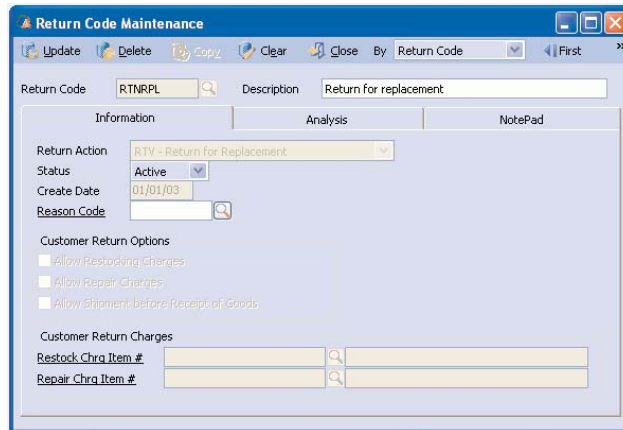 Return Code Maintenance
Update Delete Copy Clear Close By Return Code First »
Return Code RTNRPL Description Return for replacement
Information Analysis NotePad
Return Action RTV - Return for Replacement
Status Active
Create Date 01/01/03
Reason Code
Customer Return Options
Allow Restocking Charges
Allow Repair Charges
Allow Shipment before Receipt of Goods
Customer Return Charges
Restock Chrg Item #
Repair Chrg Item #